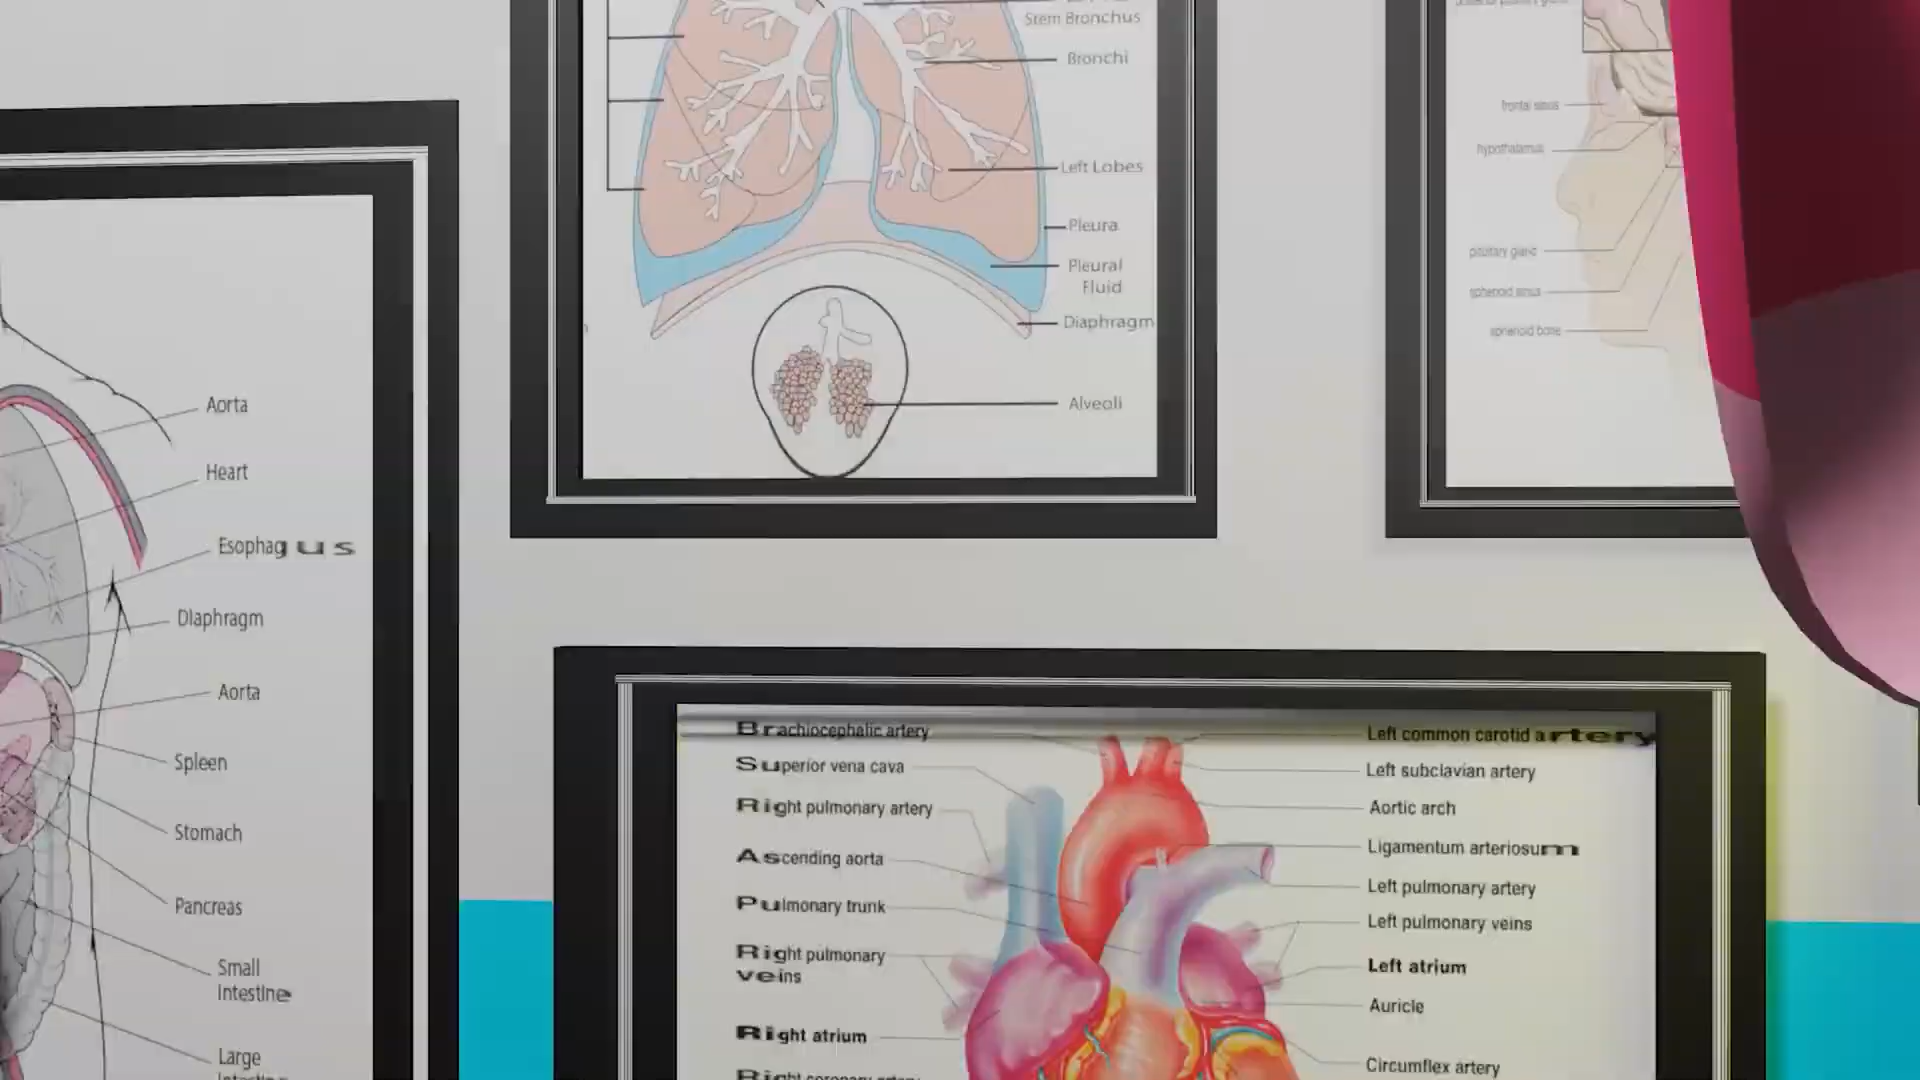 Stem Bronchus
Bronchi
Left Lobes
Pleura
Pleural
Fluid
Diaphragm
Alveoli
frontal sinus
hypothalamus
pituitary gland
sphenoid sinus
sphenoid bone
Aorta
Heart
Esophagus
Diaphragm
Aorta
Spleen
Stomach
Pancreas
Small
Intestine
Large
Brachiocephalic artery
Superior vena cava
Right pulmonary artery
Ascending aorta
Pulmonary trunk
Right pulmonary
veins
Right atrium
Left common carotid artery
Left subclavian artery
Aortic arch
Ligamentum arteriosum
Left pulmonary artery
Left pulmonary veins
Left atrium
Auricle
Circumflex artery